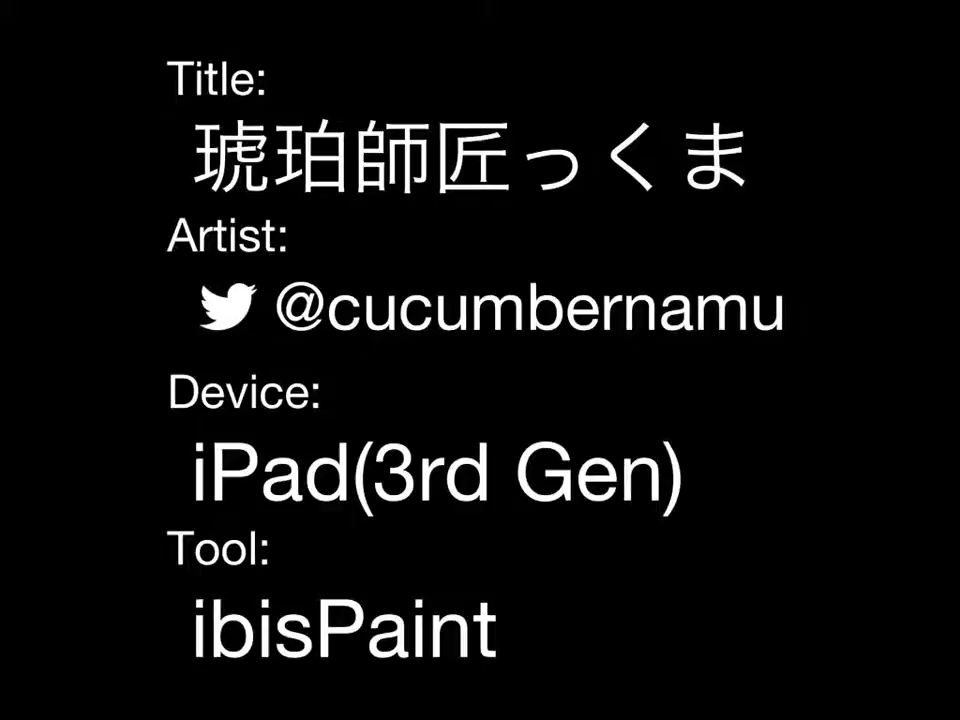 Title:
琥珀師匠っくま
Artist:
@cucumbernamu
Device:
iPad(3rd Gen)
Tool:
ibisPaint